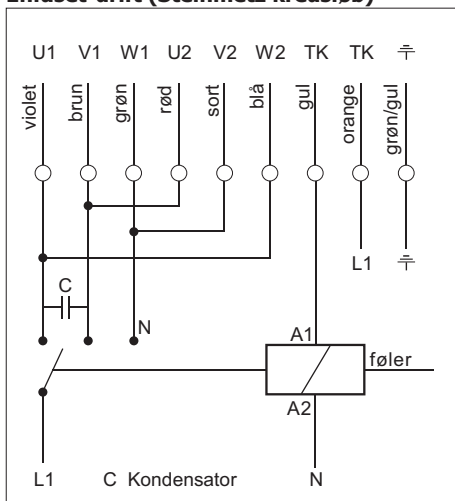 Enfaset drift (Steinmetz kredsløb)
U1 V1 W1 U2 V2 W2 TK TK
violet brun grøn rød sort blå gul orange grøn/gul
L1
C
N
A1
føler
A2
L1 C Kondensator N